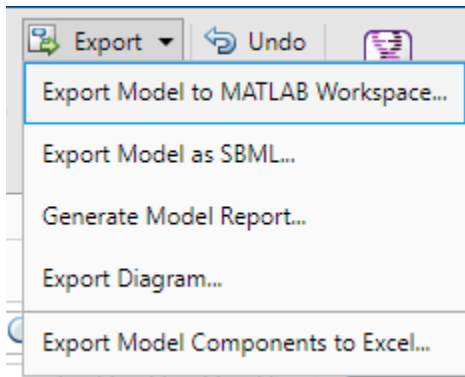 Export Undo
Export Model to MATLAB Workspace...
Export Model as SBML...
Generate Model Report...
Export Diagram...
Export Model Components to Excel...